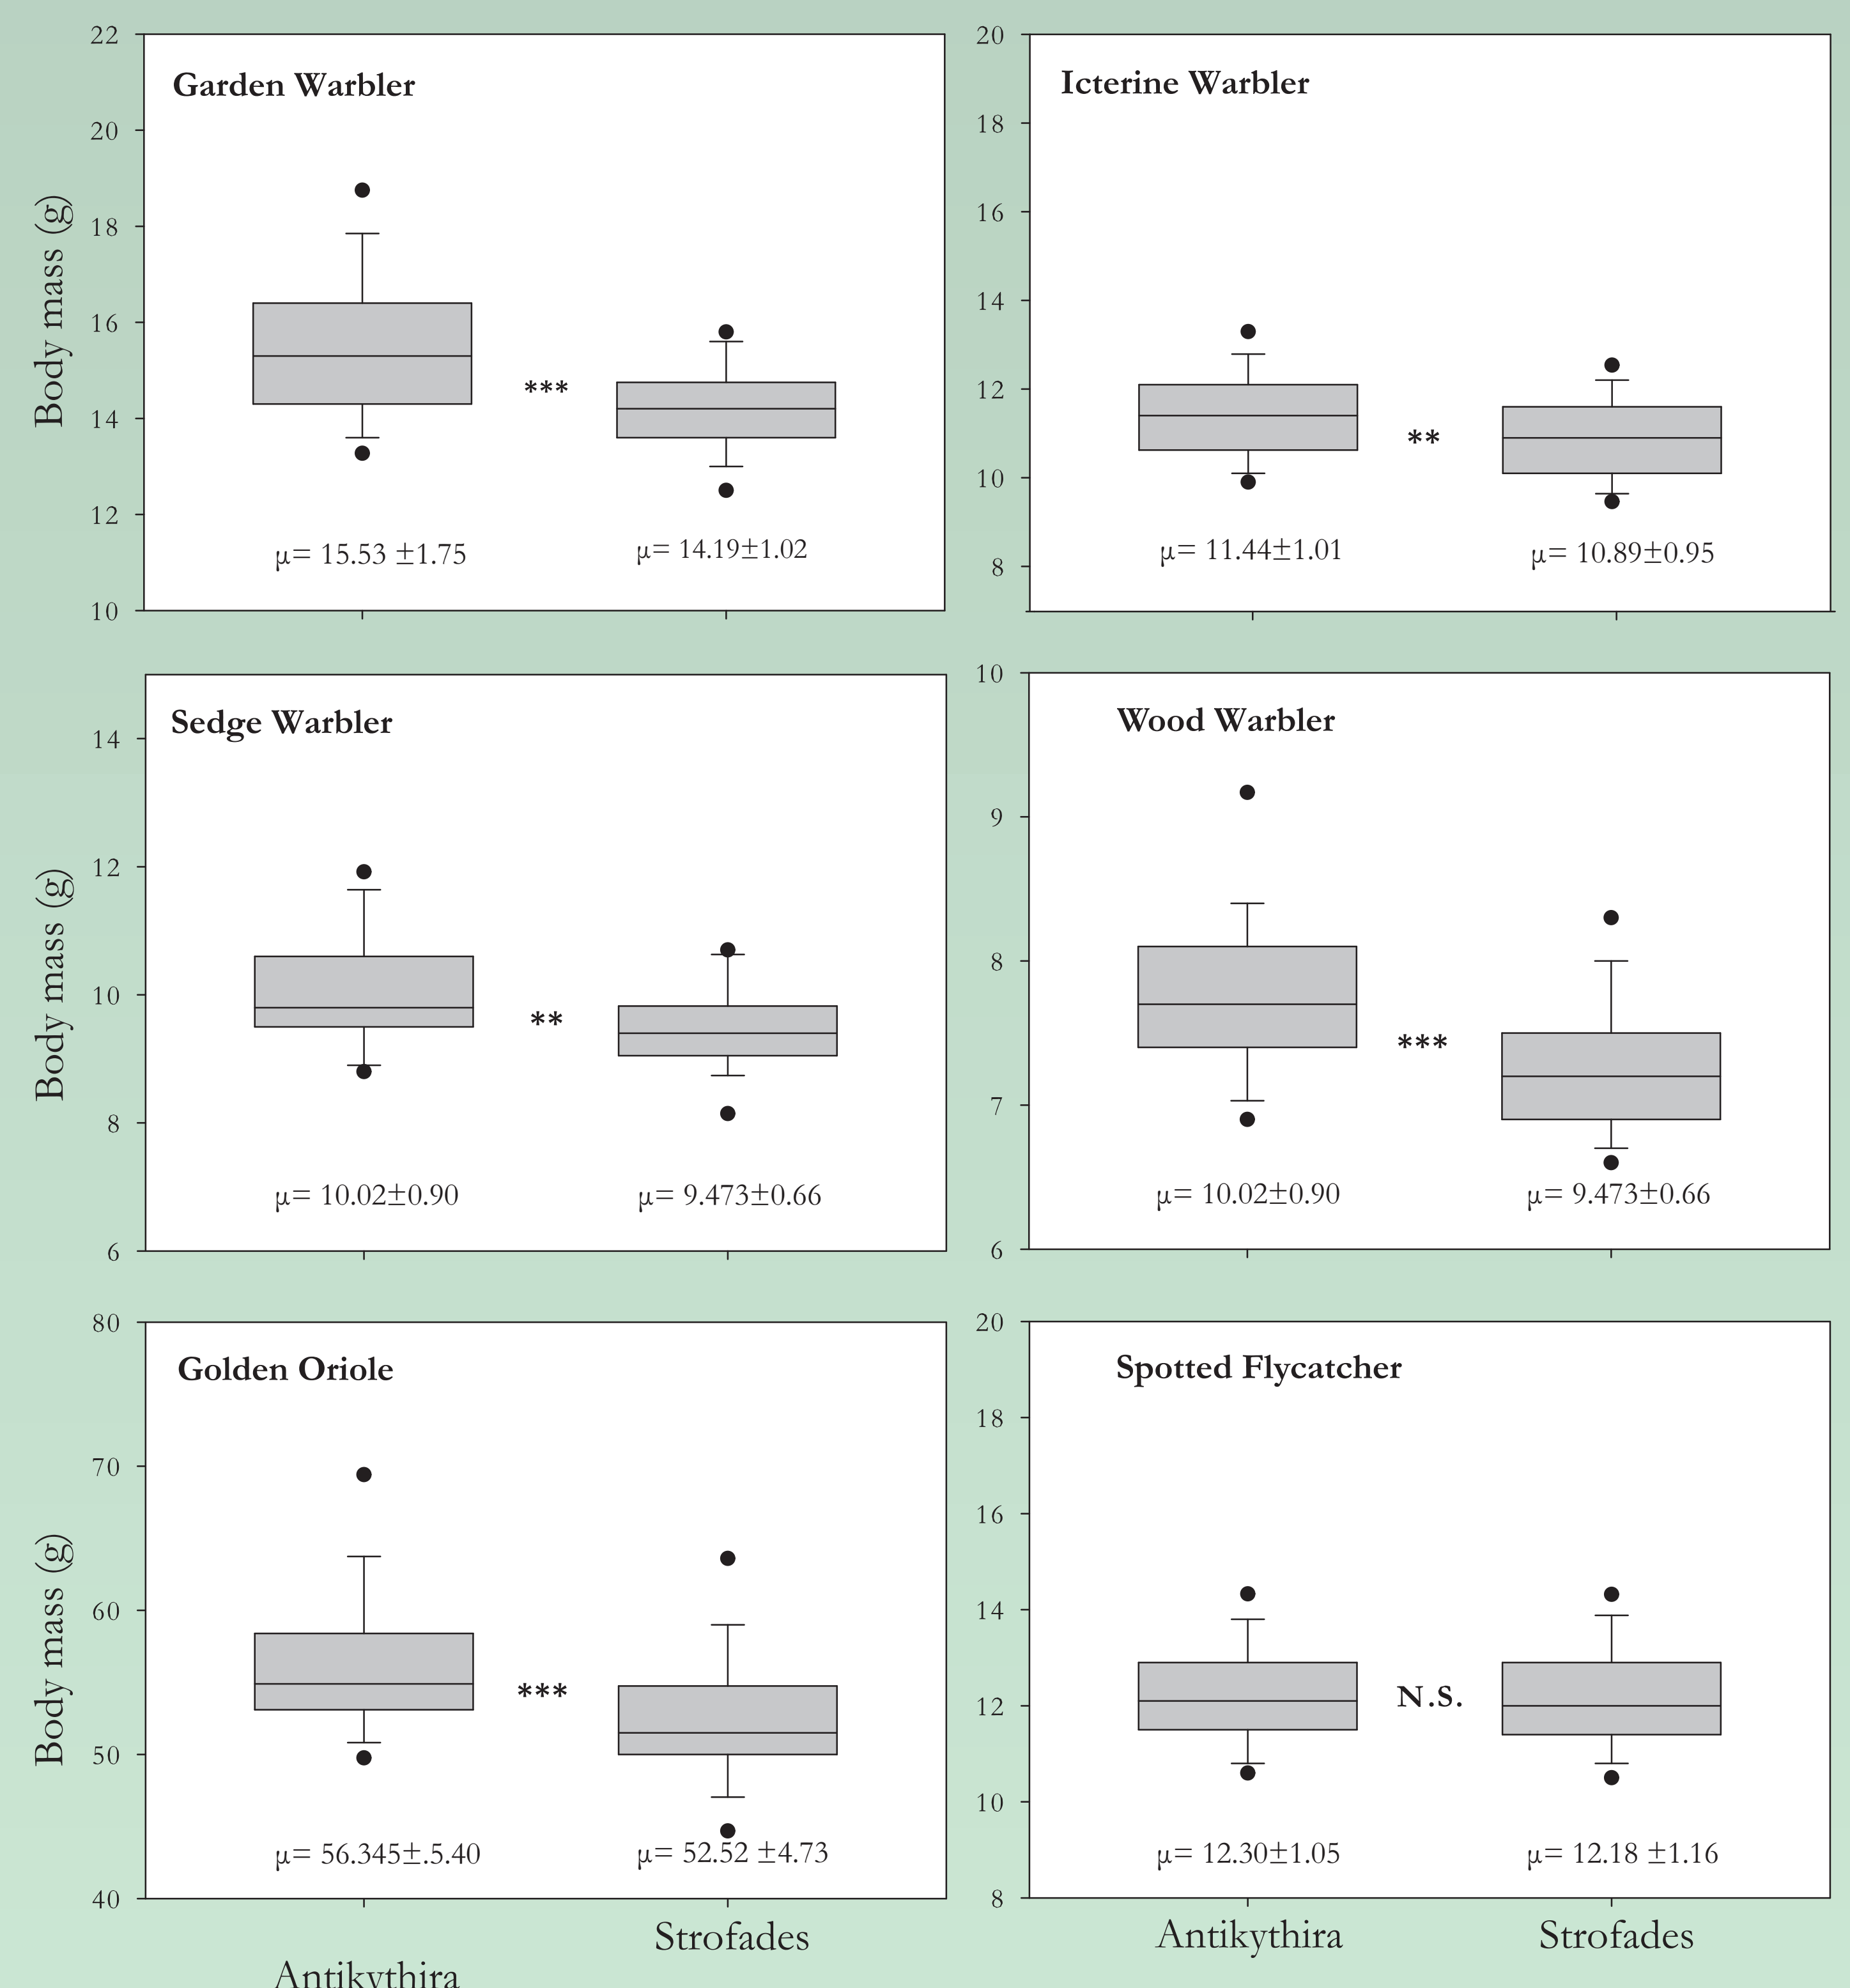 Garden Warbler
Body mass (g)
22
20
18
16
14
12
10
***
μ= 15.53 ±1.75
μ= 14.19±1.02
Icterine Warbler
20
18
16
14
12
10
8
**
μ= 11.44±1.01
μ= 10.89±0.95
Sedge Warbler
Body mass (g)
14
12
10
8
6
**
μ= 10.02±0.90
μ= 9.473±0.66
Wood Warbler
10
9
8
7
6
***
μ= 10.02±0.90
μ= 9.473±0.66
Golden Oriole
Body mass (g)
80
70
60
50
40
***
μ= 56.345±.5.40
μ= 52.52 ±4.73
Antikythira
Strofades
Spotted Flycatcher
20
18
16
14
12
10
8
N.S.
μ= 12.30±1.05
μ= 12.18 ±1.16
Antikythira
Strofades